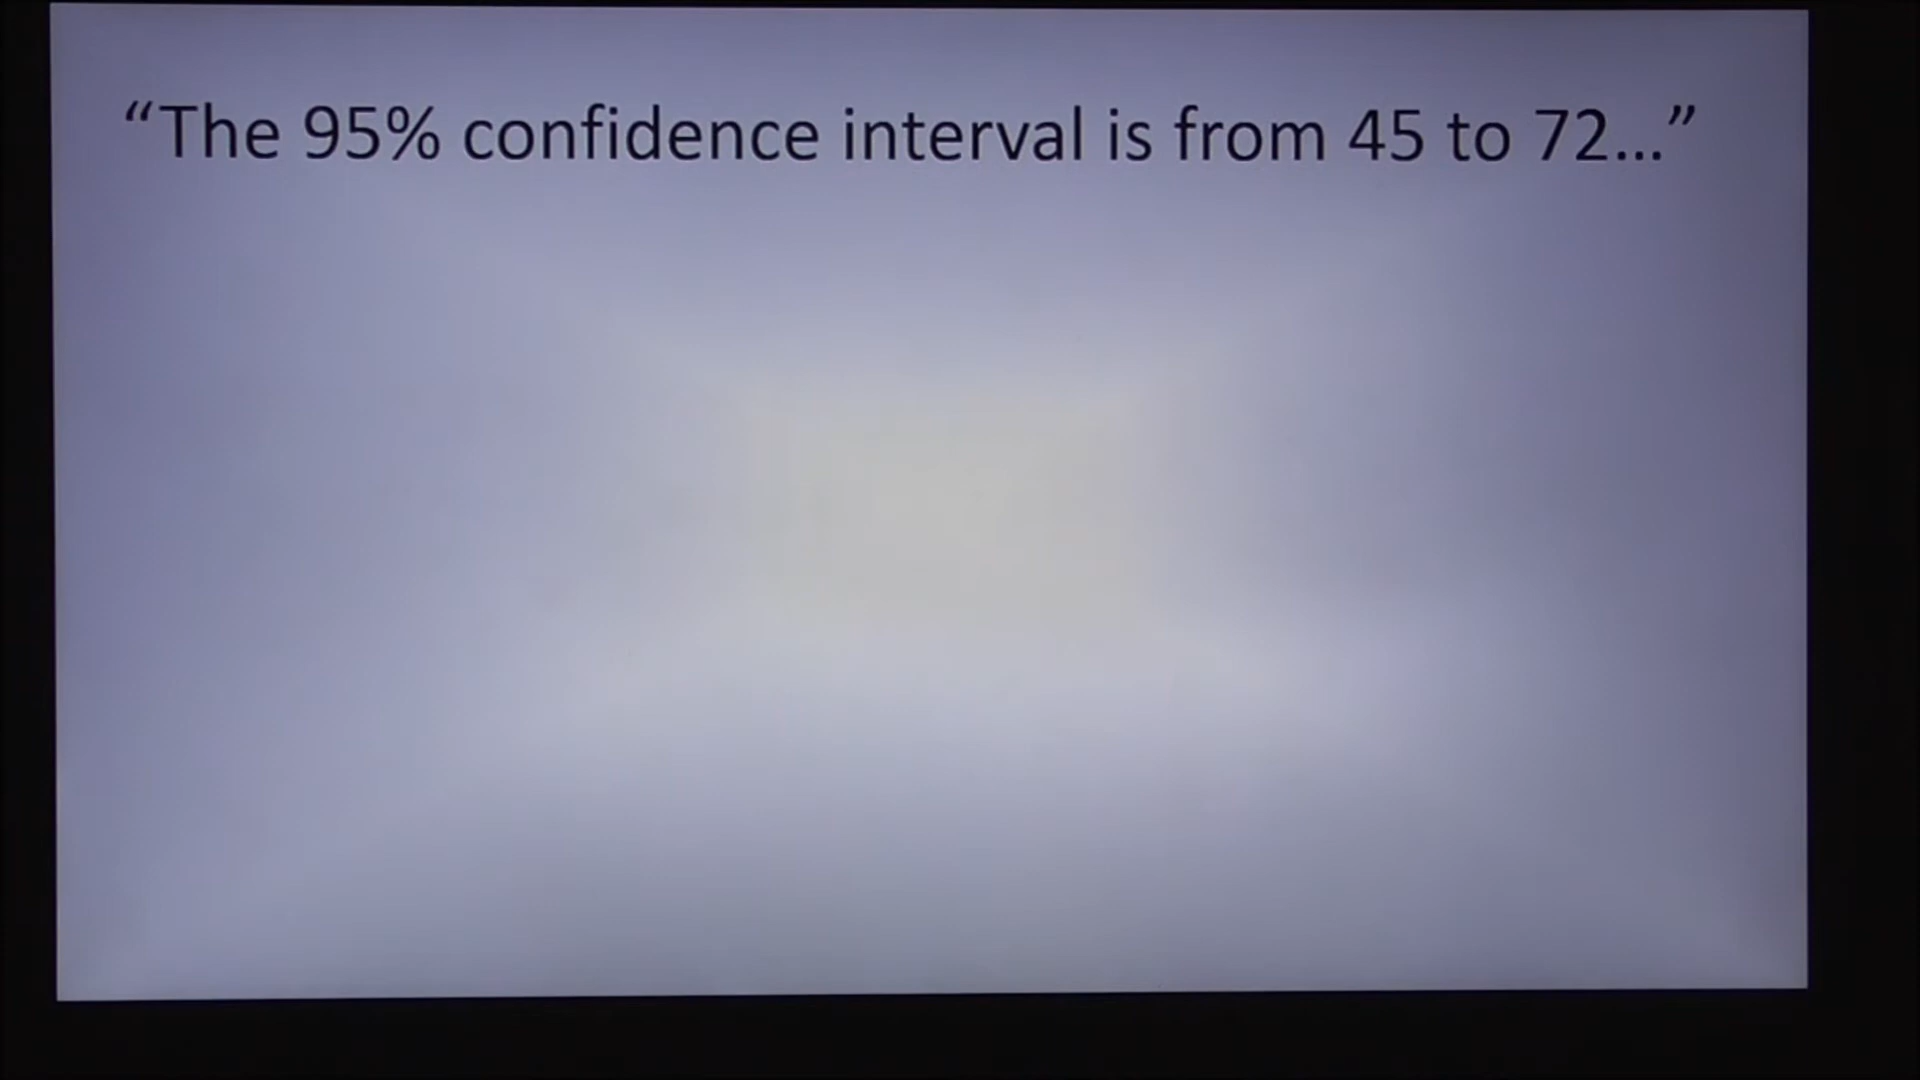 “The 95% confidence interval is from 45 to 72...”